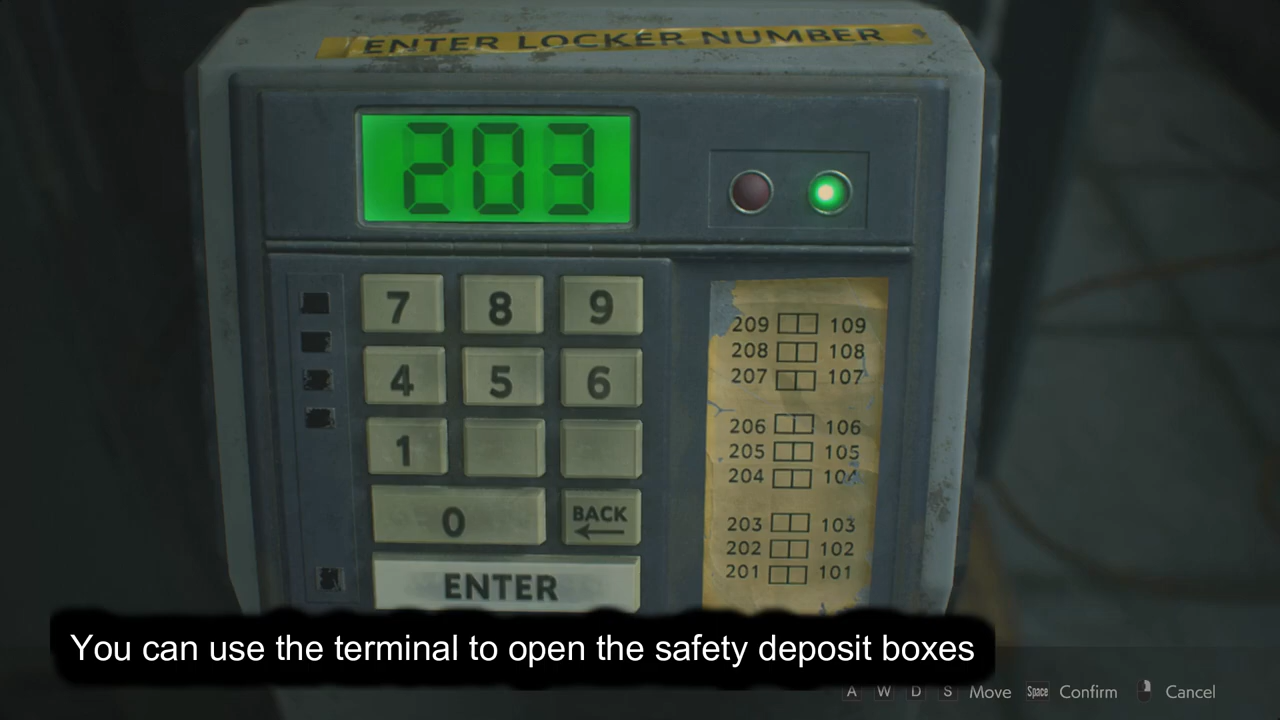 ENTER LOCKER NUMBER
203
7 8 9
4 5 6
1
0 BACK
ENTER
209 109
208 108
207 107
206 106
205 105
204 104
203 103
202 102
201 101
You can use the terminal to open the safety deposit boxes
A W D S Move Space Confirm Cancel